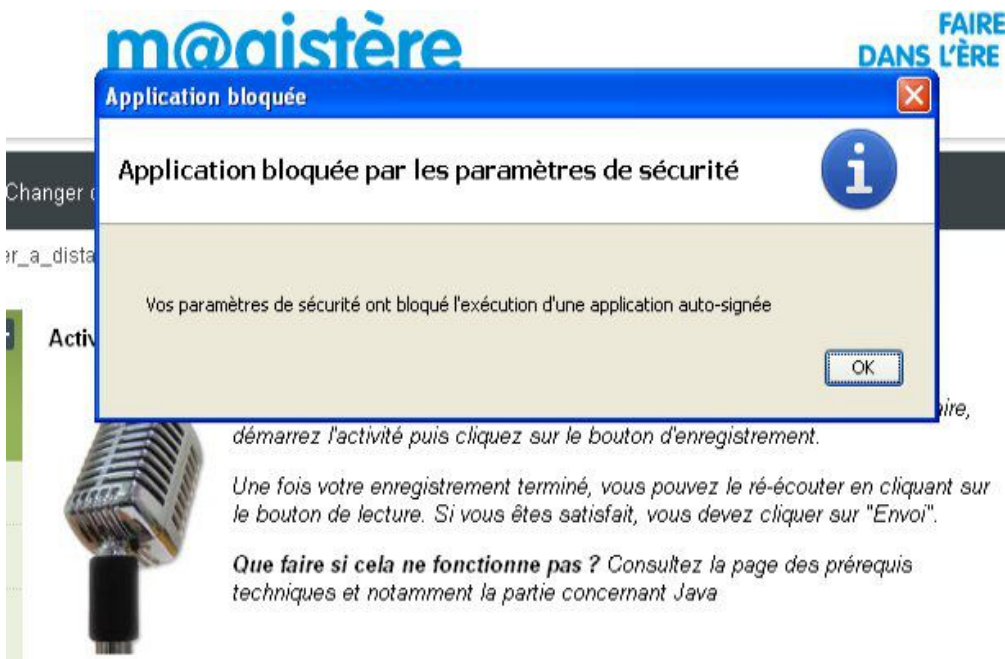 m@gistère
FAIRE
DANS L'ÈRE
Application bloquée
Application bloquée par les paramètres de sécurité
Changer
er_a_dista
Vos paramètres de sécurité ont bloqué l'exécution d'une application auto-signée
Activ
OK
aire,
démarrez l'activité puis cliquez sur le bouton d'enregistrement.
Une fois votre enregistrement terminé, vous pouvez le ré-écouter en cliquant sur
le bouton de lecture. Si vous êtes satisfait, vous devez cliquer sur "Envoi".
Que faire si cela ne fonctionne pas ? Consultez la page des prérequis
techniques et notamment la partie concernant Java